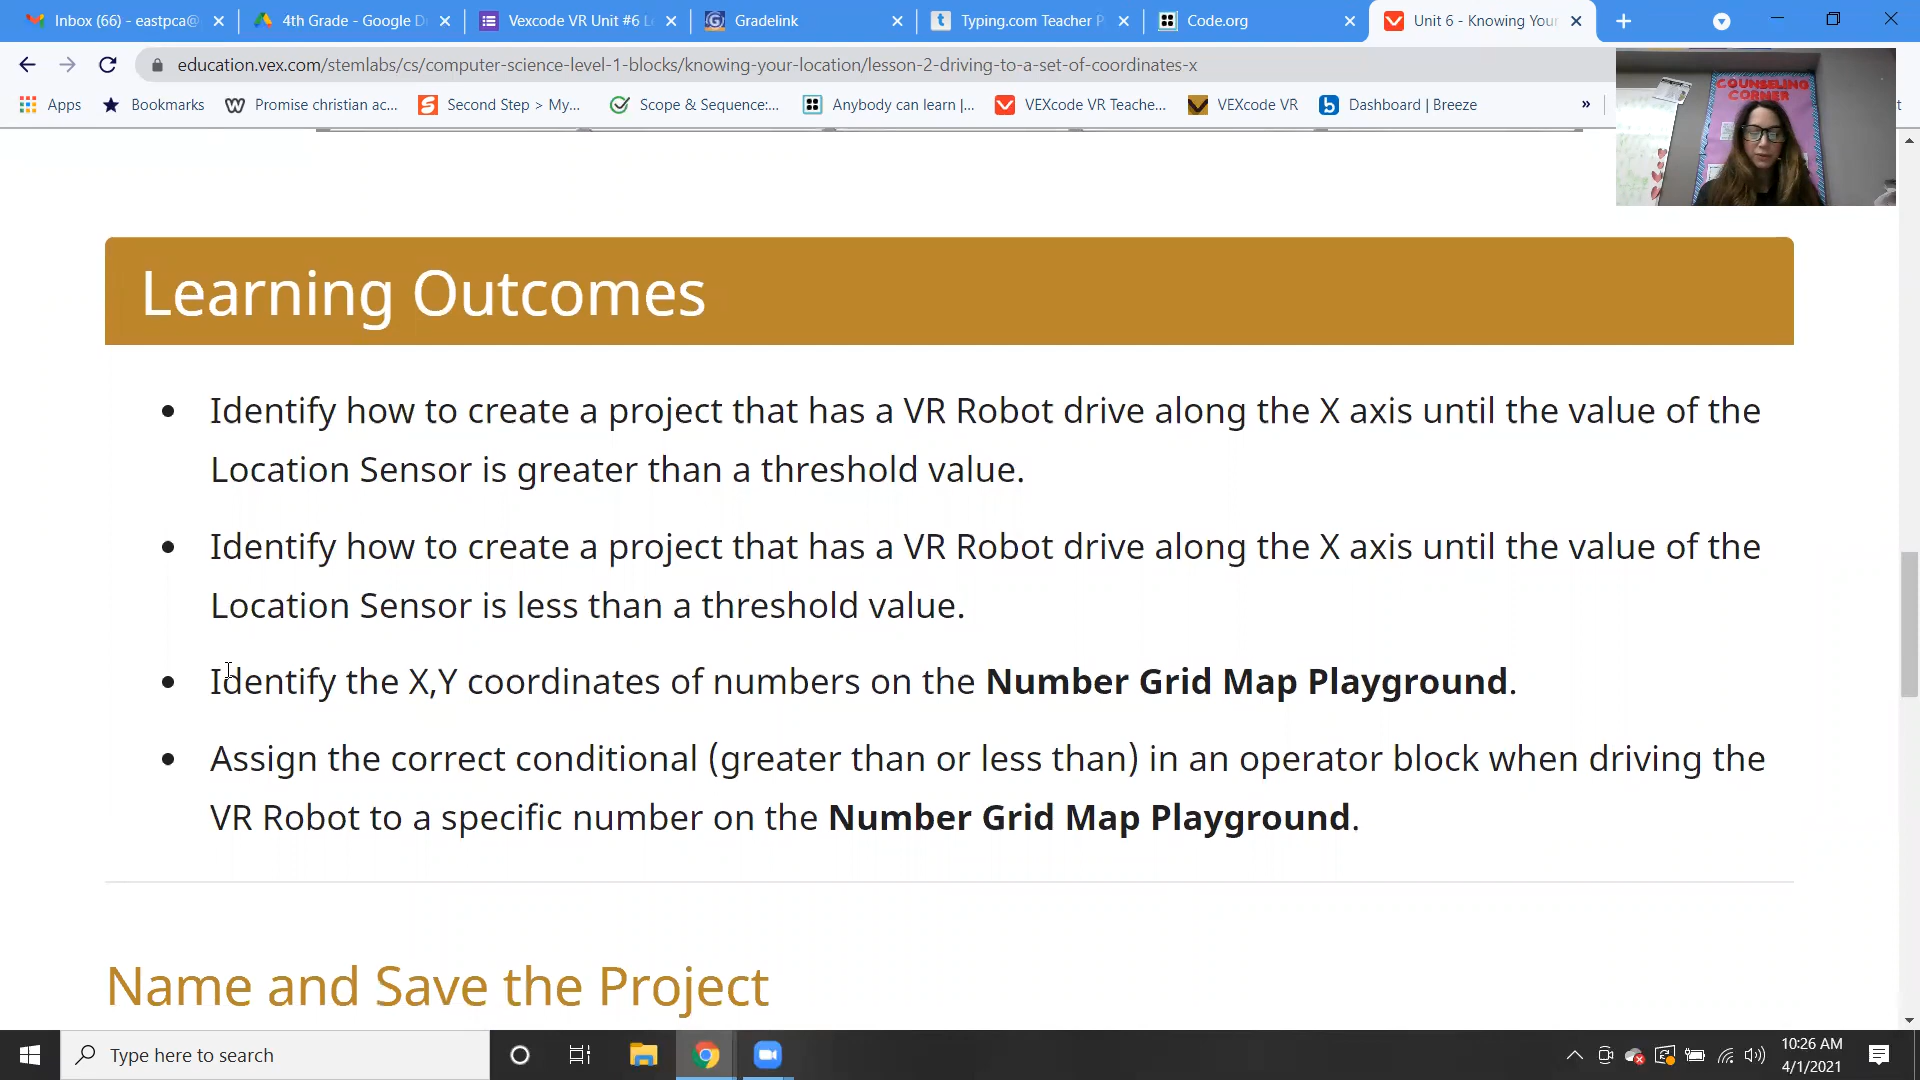 Inbox (66) - eastpca@
4th Grade - Google D
Vexcode VR Unit #6 L
Gradelink
Typing.com Teacher P
Code.org
Unit 6 - Knowing Your
education.vex.com/stemlabs/cs/computer-science-level-1-blocks/knowing-your-location/lesson-2-driving-to-a-set-of-coordinates-x
Apps
Bookmarks
Promise christian ac...
Second Step > My...
Scope & Sequence:...
Anybody can learn |...
VEXcode VR Teache...
VEXcode VR
Dashboard | Breeze
»
COUNSELING
CORNER
Learning Outcomes
• Identify how to create a project that has a VR Robot drive along the X axis until the value of the
Location Sensor is greater than a threshold value.
• Identify how to create a project that has a VR Robot drive along the X axis until the value of the
Location Sensor is less than a threshold value.
• Identify the X,Y coordinates of numbers on the Number Grid Map Playground.
• Assign the correct conditional (greater than or less than) in an operator block when driving the
VR Robot to a specific number on the Number Grid Map Playground.
Name and Save the Project
Type here to search
10:26 AM
4/1/2021